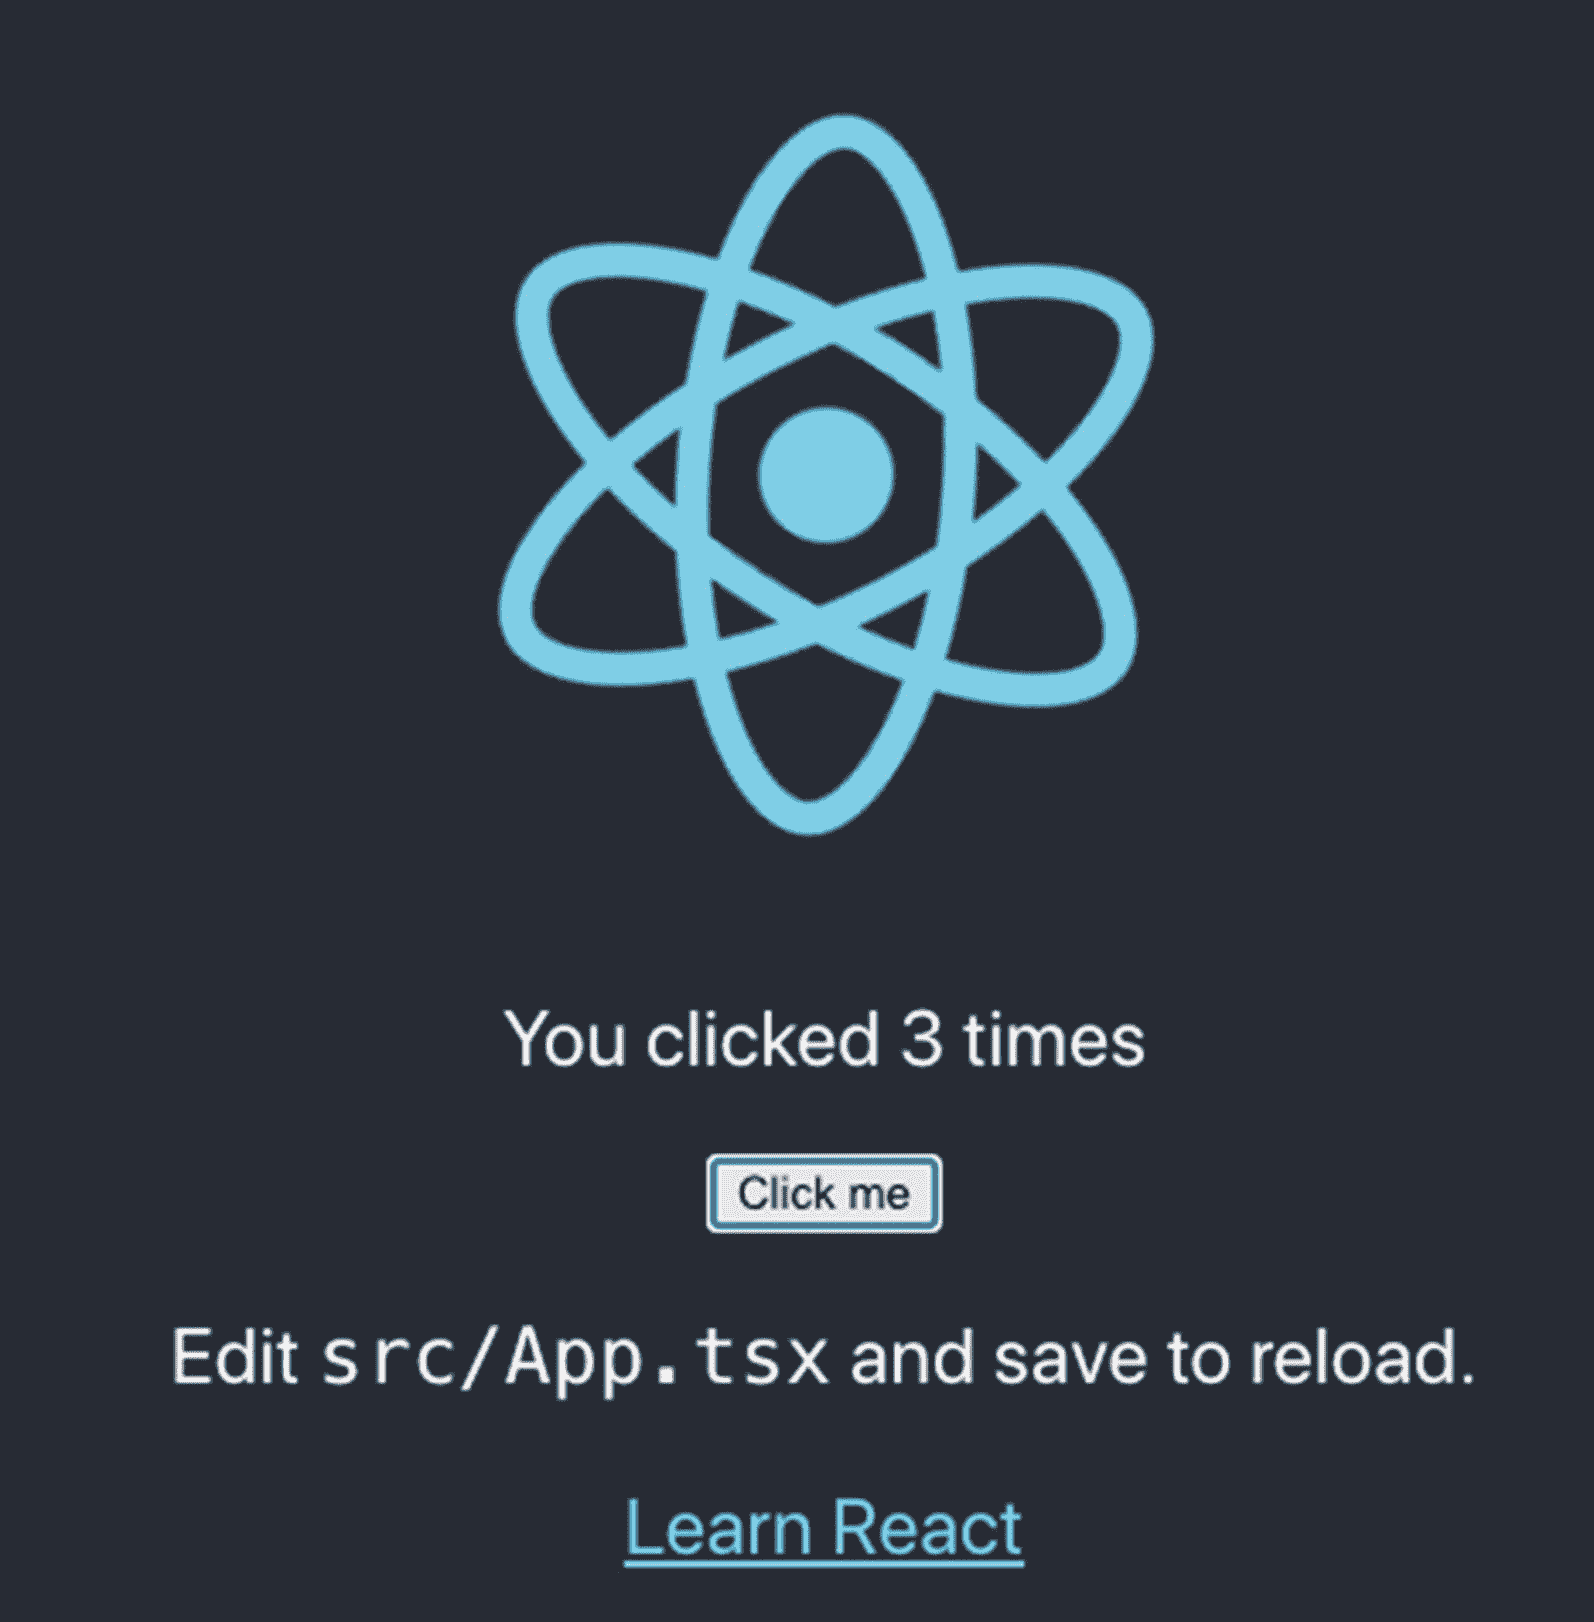 You clicked 3 times
Click me
Edit src/App.tsx and save to reload.
Learn React